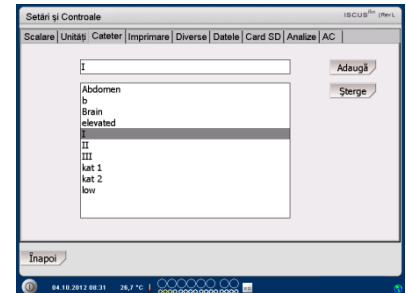 Setări și Controale
ISCUS
Scalare Unități Cateter Imprimare Diverse Datele Card SD Analize AC
I Adaugă
Abdomen Șterge
b
Brain
elevated
I
II
III
kat 1
kat 2
low
Înapoi
04.10.2012 08:31 26,7 °C